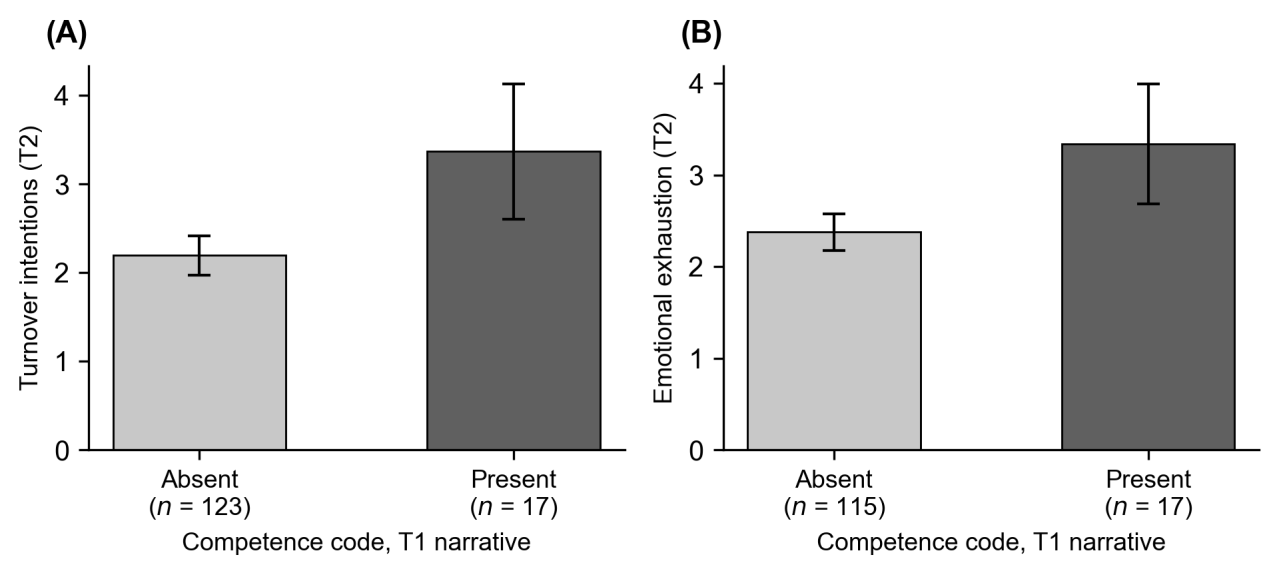 (A)
Turnover intentions (T2)
4
3
2
1
0
Absent
(n = 123)
Present
(n = 17)
Competence code, T1 narrative
(B)
Emotional exhaustion (T2)
4
3
2
1
0
Absent
(n = 115)
Present
(n = 17)
Competence code, T1 narrative